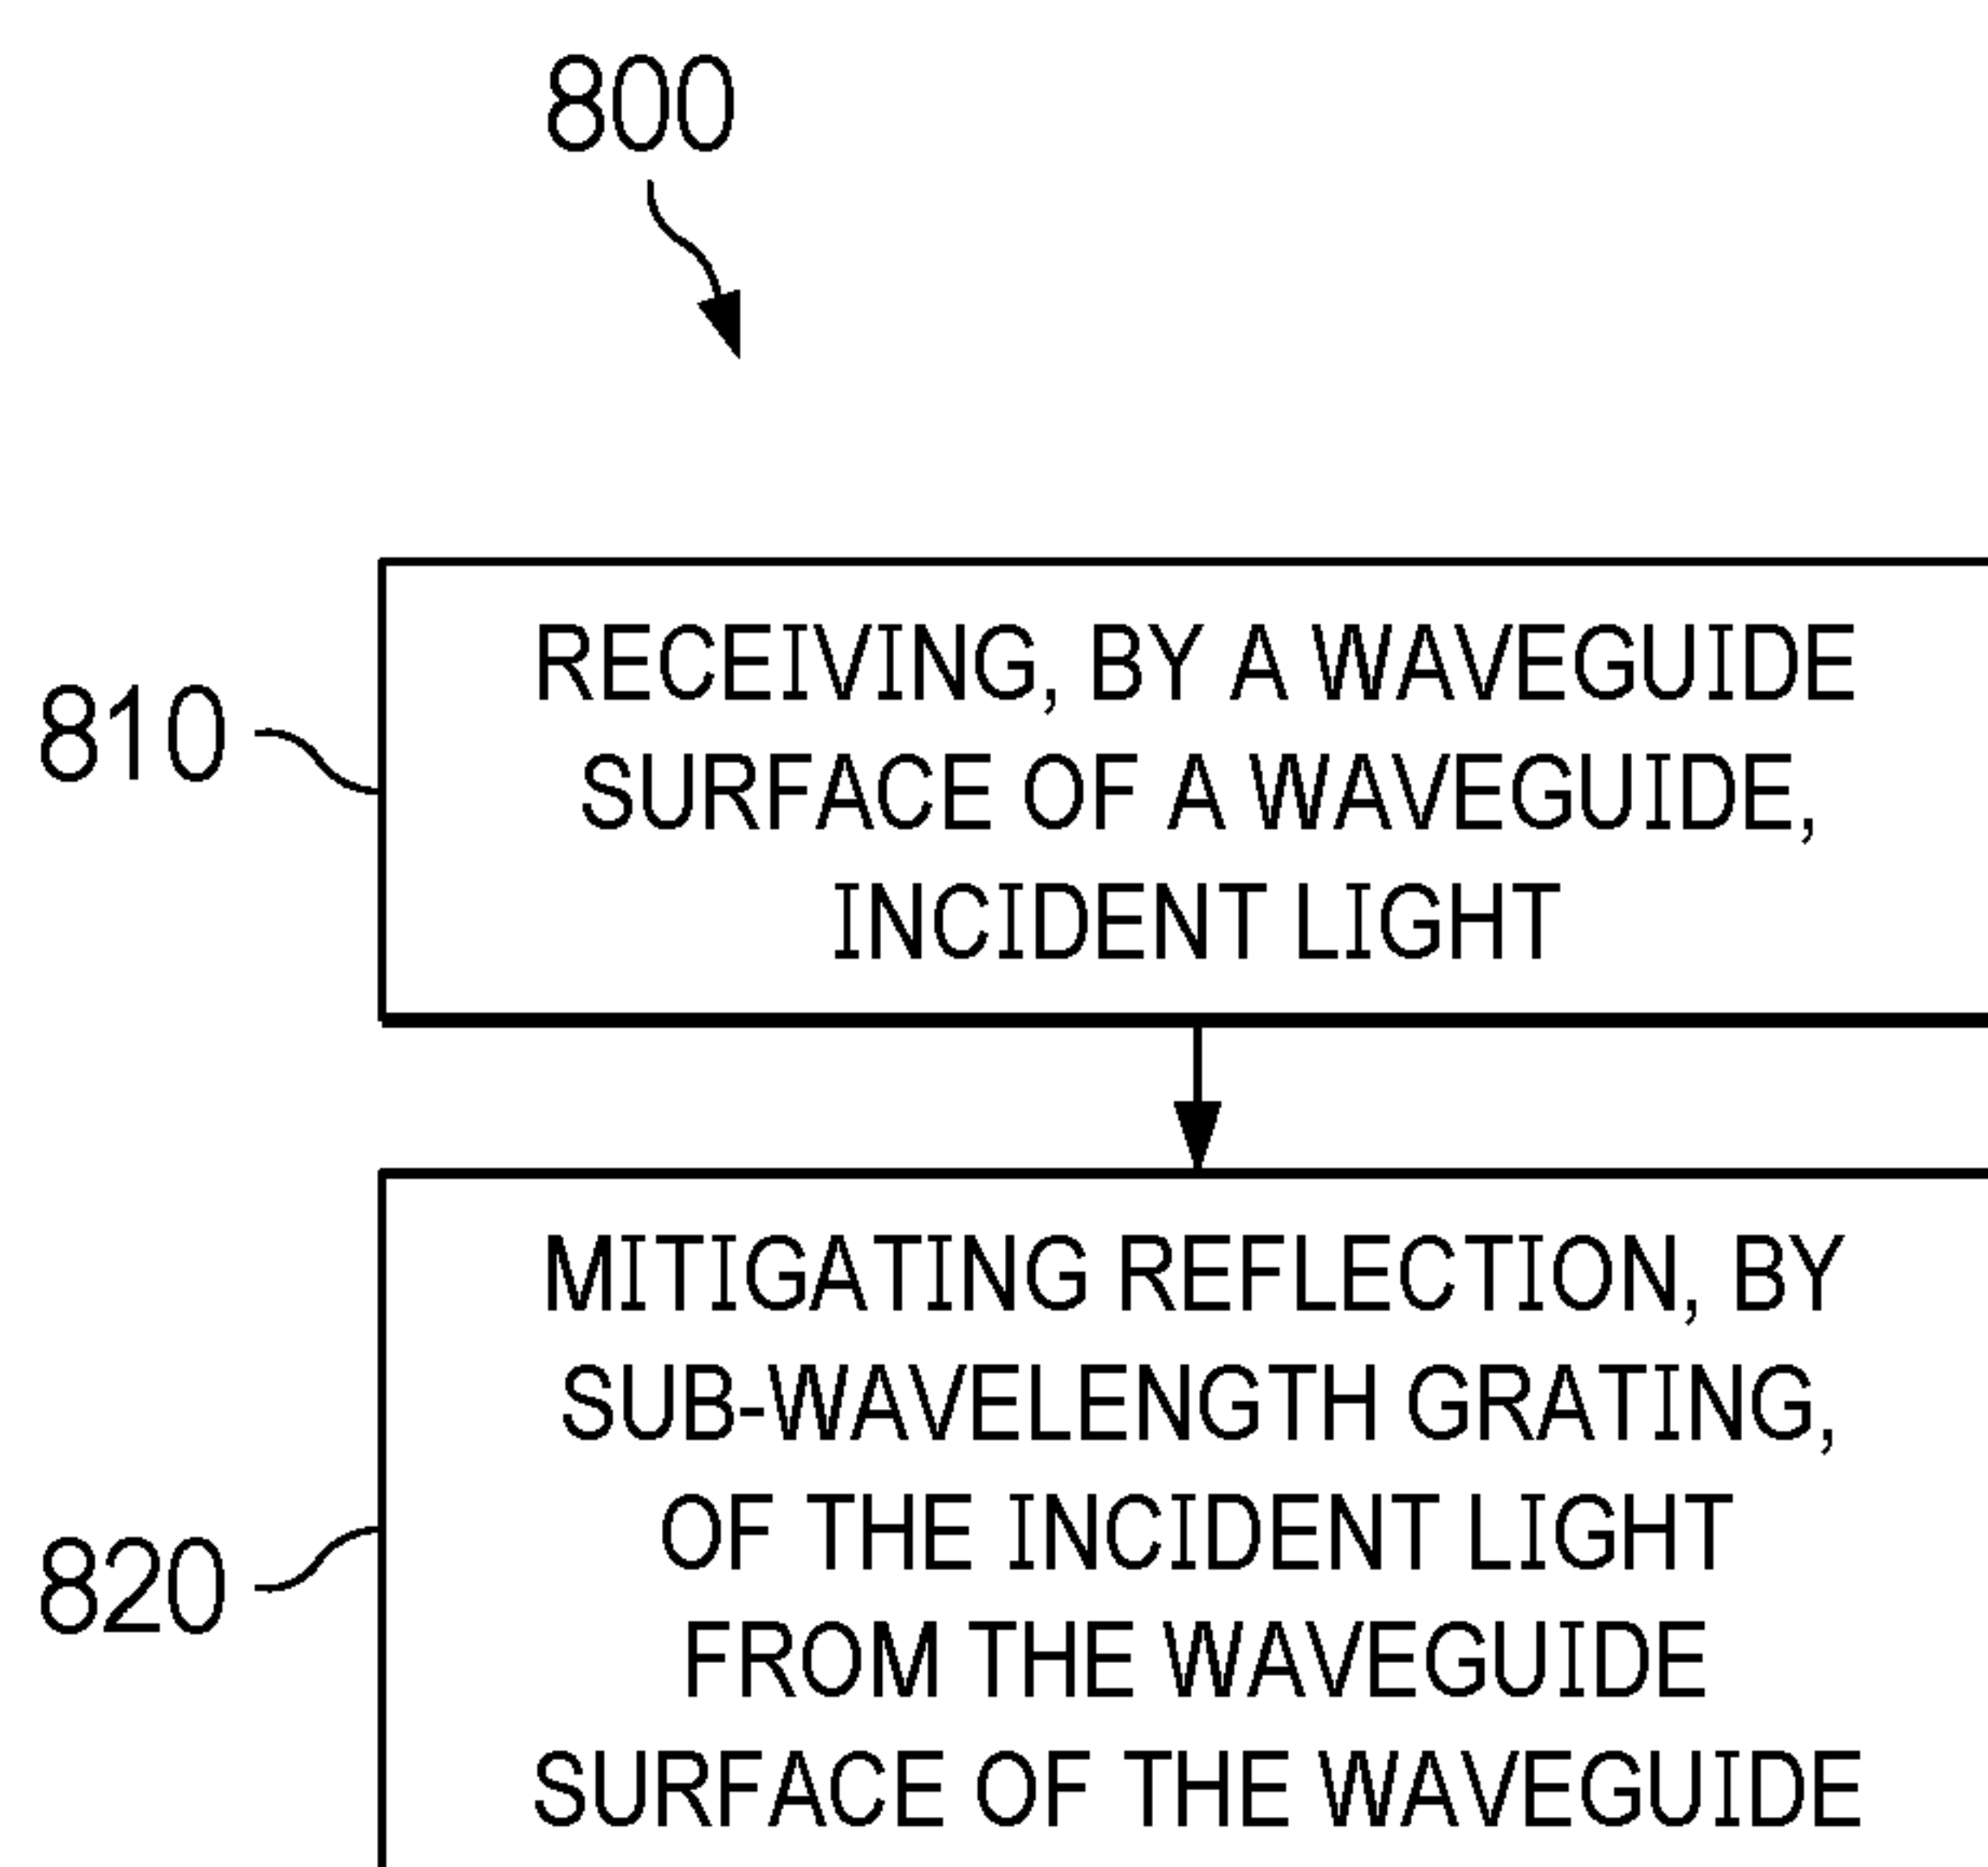 800
810
RECEIVING, BY A WAVEGUIDE
SURFACE OF A WAVEGUIDE,
INCIDENT LIGHT
820
MITIGATING REFLECTION, BY
SUB-WAVELENGTH GRATING,
OF THE INCIDENT LIGHT
FROM THE WAVEGUIDE
SURFACE OF THE WAVEGUIDE